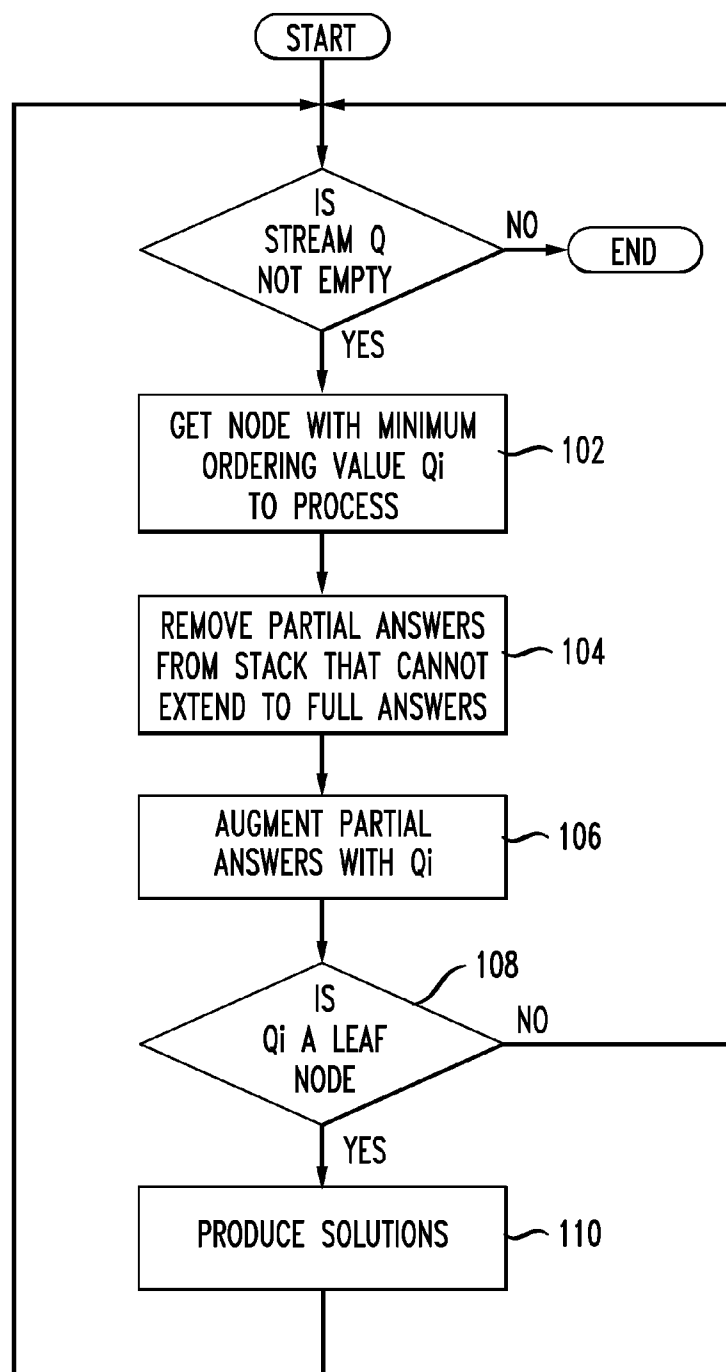 START
IS
STREAM Q
NOT EMPTY
NO
END
YES
GET NODE WITH MINIMUM
ORDERING VALUE Qi
TO PROCESS
102
REMOVE PARTIAL ANSWERS
FROM STACK THAT CANNOT
EXTEND TO FULL ANSWERS
104
AUGMENT PARTIAL
ANSWERS WITH Qi
106
108
IS
Qi A LEAF
NODE
NO
YES
PRODUCE SOLUTIONS
110